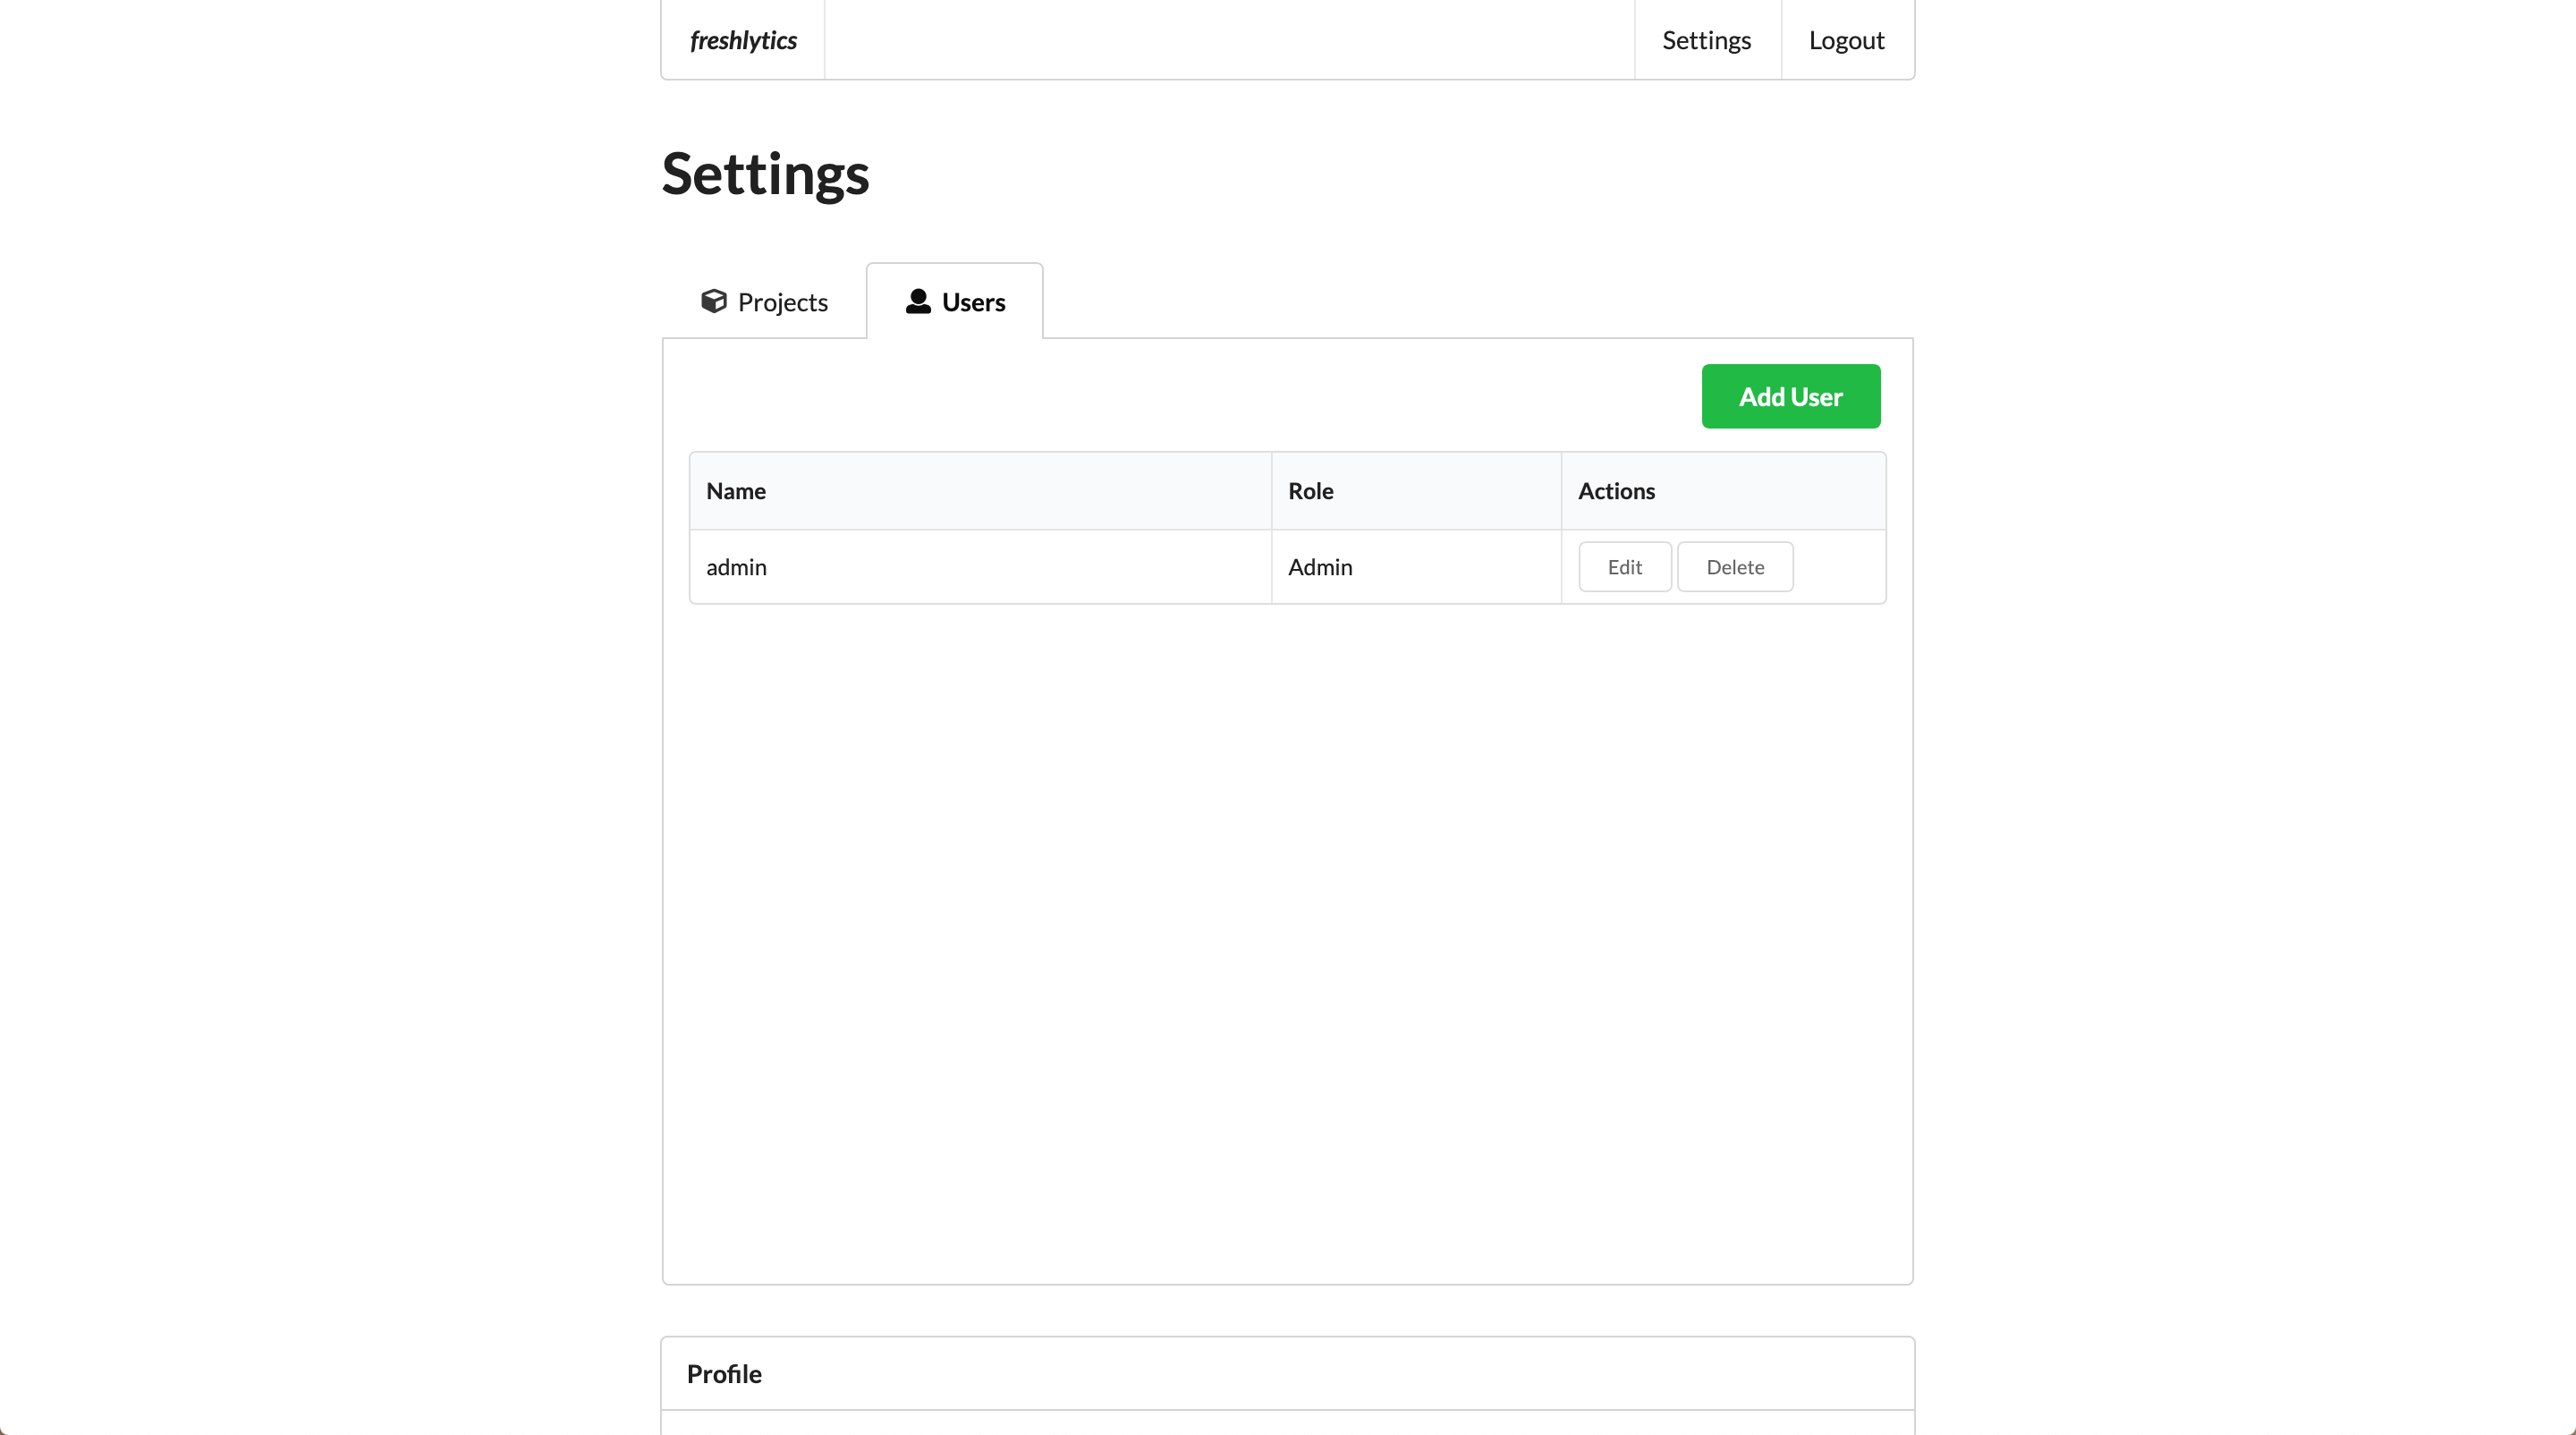 freshlytics
Settings
Logout
Settings
Projects
Users
Add User
Name
Role
Actions
admin
Admin
Edit
Delete
Profile